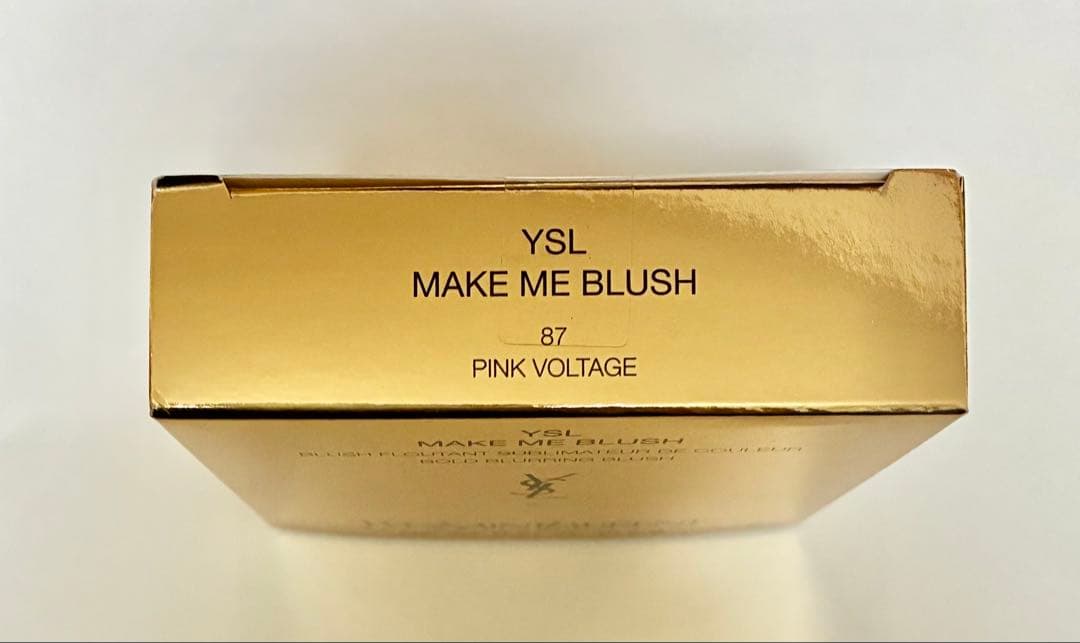 YSL
MAKE ME BLUSH
87
PINK VOLTAGE
YSL
MAKE ME BLUSH
BLUSH FLOUTANT SUBLIMATEUR DE COULEUR
BOLD BLURRING BLUSH